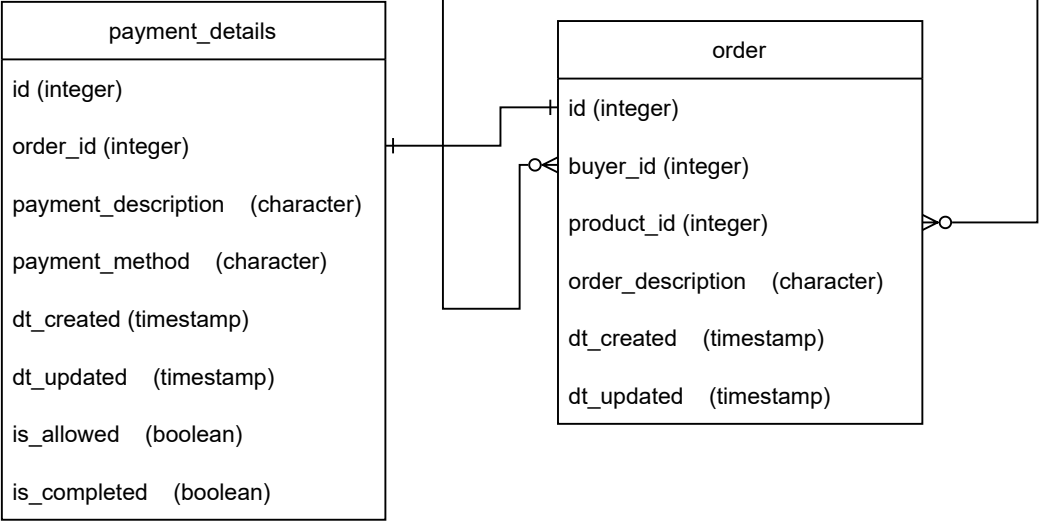 payment_details
id (integer)
order_id (integer)
payment_description (character)
payment_method (character)
dt_created (timestamp)
dt_updated (timestamp)
is_allowed (boolean)
is_completed (boolean)
order
id (integer)
buyer_id (integer)
product_id (integer)
order_description (character)
dt_created (timestamp)
dt_updated (timestamp)